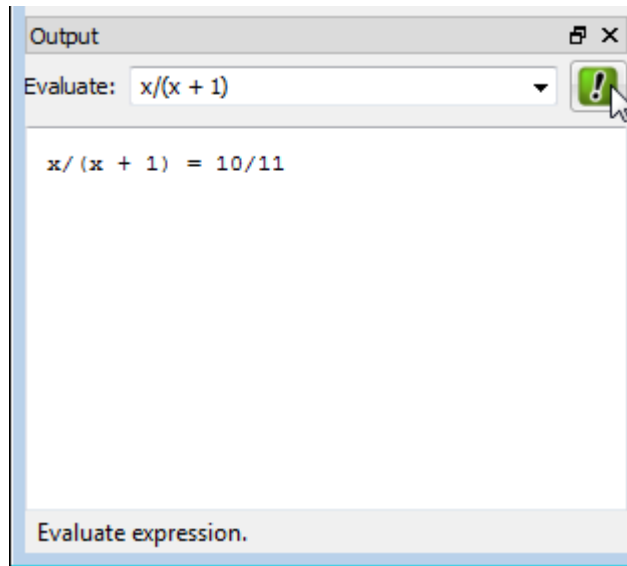 Output
Evaluate: x/(x + 1)
x/(x + 1) = 10/11
Evaluate expression.